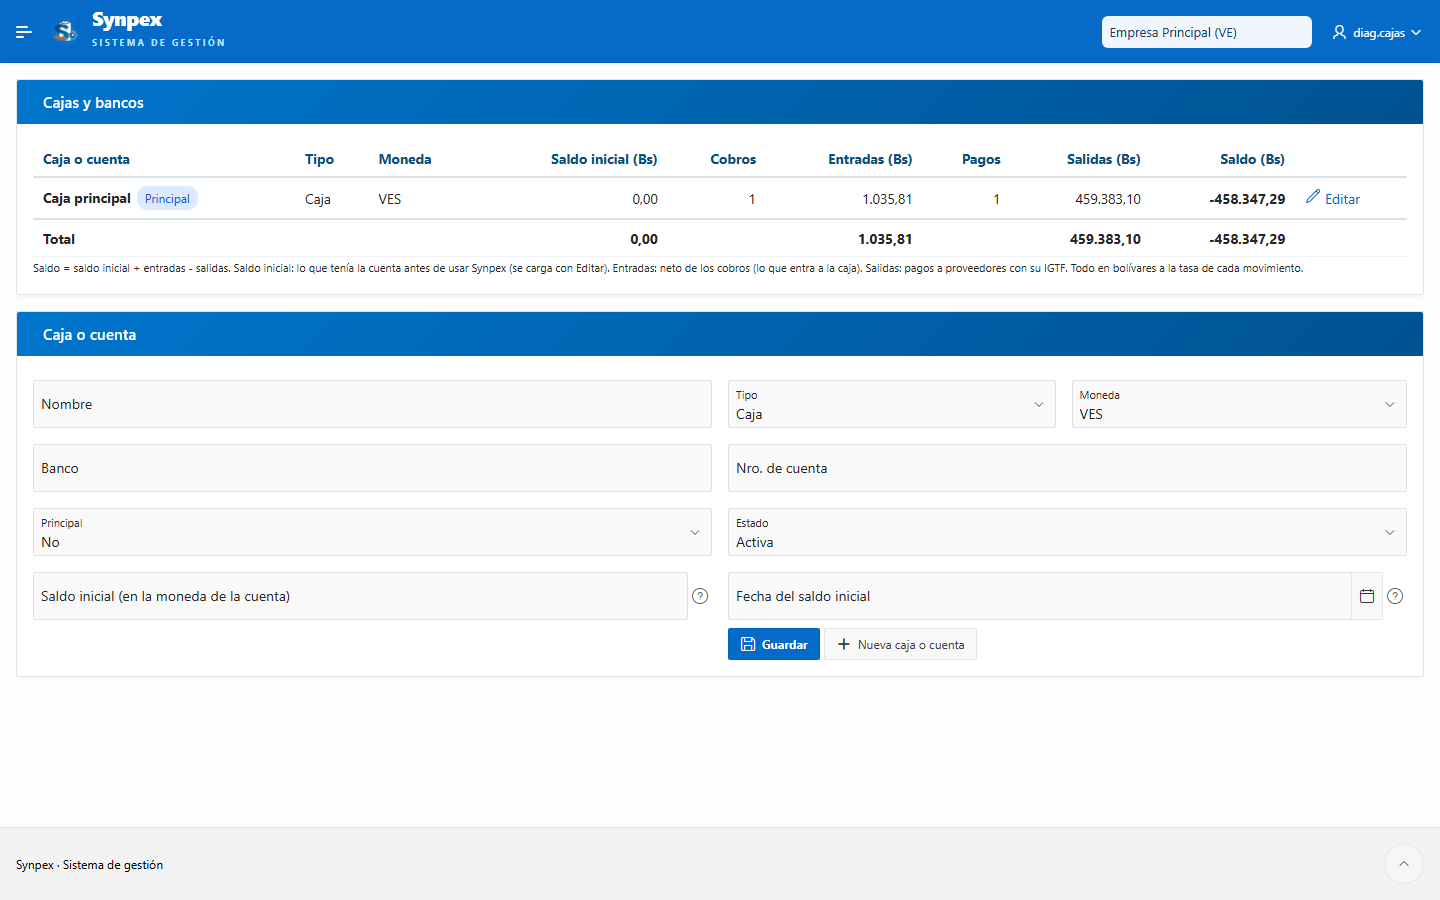 Synpex
SISTEMA DE GESTIÓN
Empresa Principal (VE)
diag.cajas
Cajas y bancos
Caja o cuenta Tipo Moneda Saldo inicial (Bs) Cobros Entradas (Bs) Pagos Salidas (Bs) Saldo (Bs)
Caja principal Principal Caja VES 0,00 1 1.035,81 1 459.383,10 -458.347,29 Editar
Total 0,00 1.035,81 459.383,10 -458.347,29
Saldo = saldo inicial + entradas - salidas. Saldo inicial: lo que tenía la cuenta antes de usar Synpex (se carga con Editar). Entradas: neto de los cobros (lo que entra a la caja). Salidas: pagos a proveedores con su IGTF. Todo en bolívares a la tasa de cada movimiento.
Caja o cuenta
Nombre
Tipo
Caja
Moneda
VES
Banco
Nro. de cuenta
Principal
No
Estado
Activa
Saldo inicial (en la moneda de la cuenta)
Fecha del saldo inicial
Guardar
Nueva caja o cuenta
Synpex · Sistema de gestión